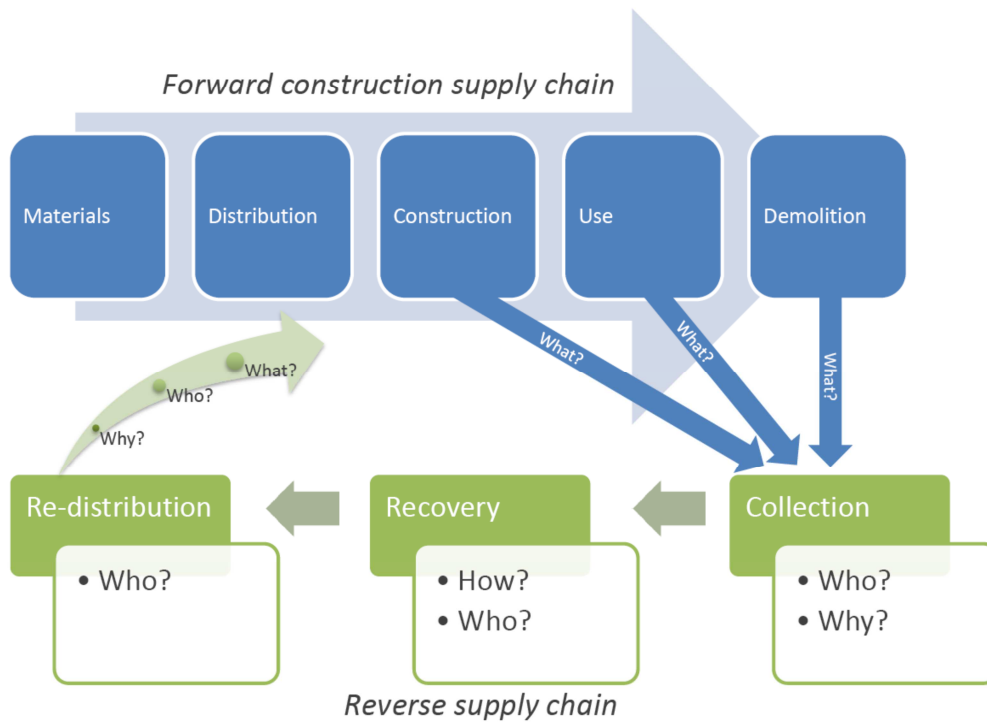 Forward construction supply chain
Materials
Distribution
Construction
Use
Demolition
What?
What?
What?
What?
Who?
Why?
Re-distribution
• Who?
Recovery
• How?
• Who?
Collection
• Who?
• Why?
Reverse supply chain